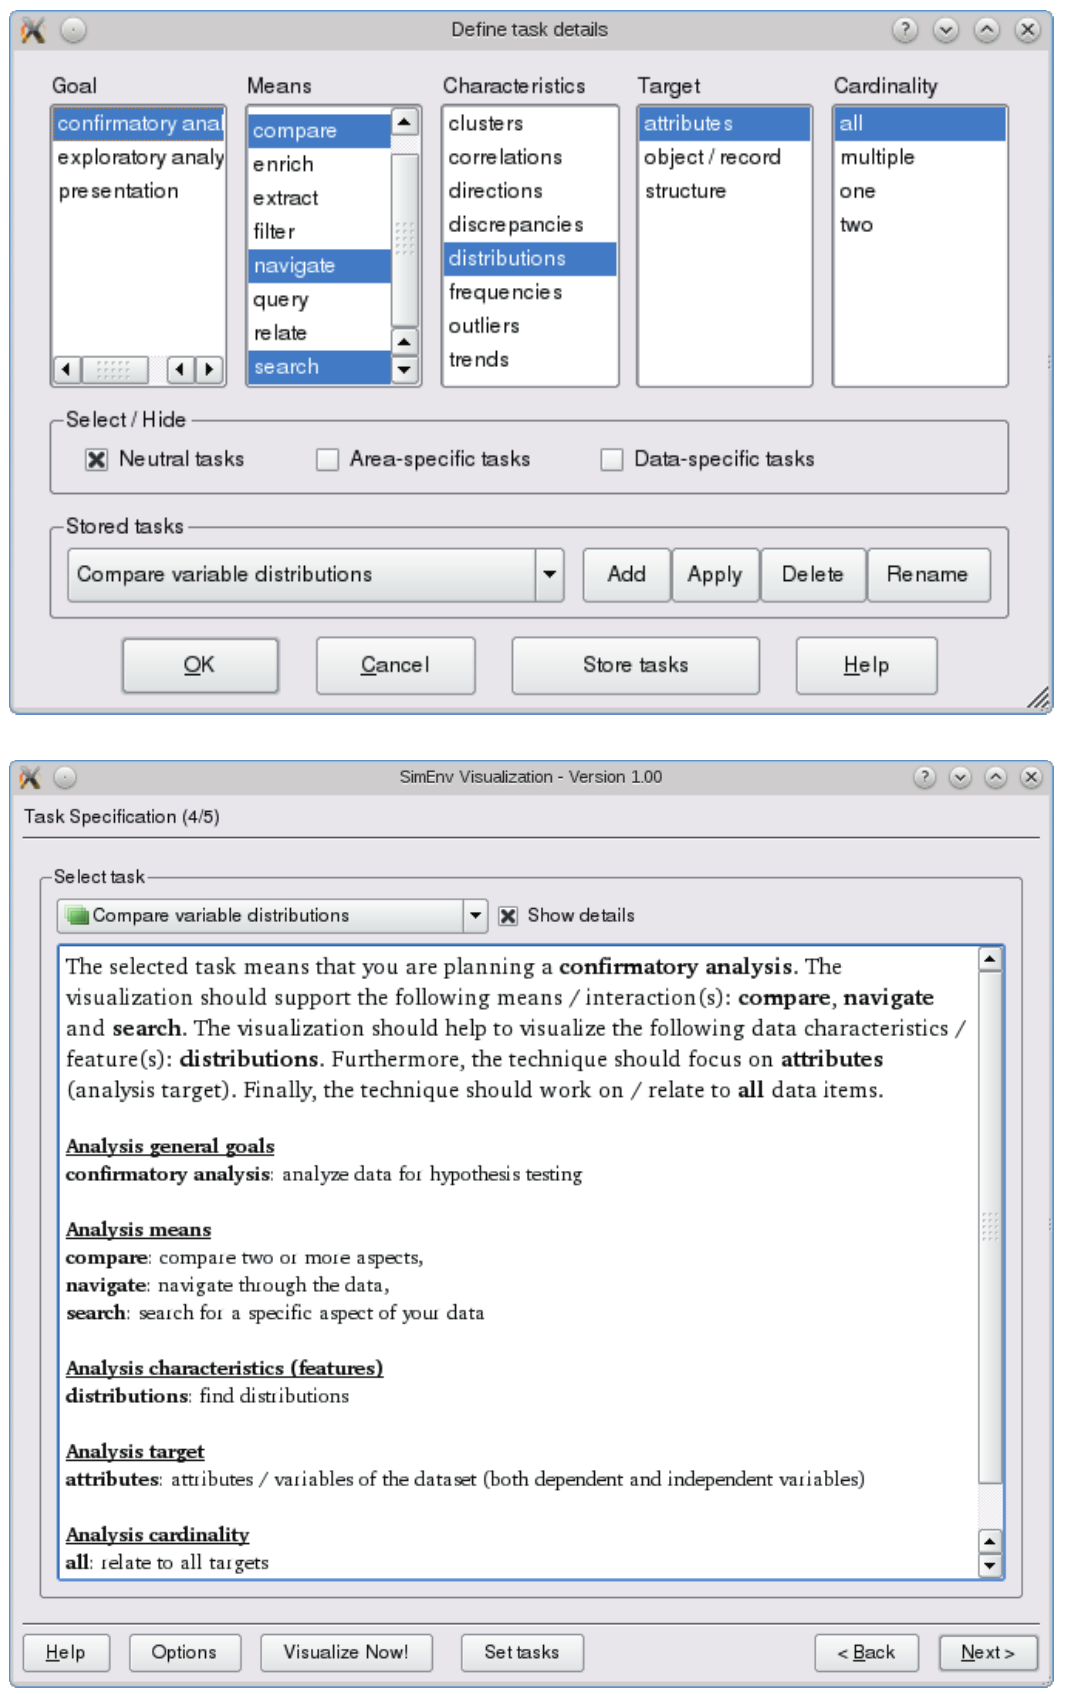 Define task details
Goal Means Characteristics Target Cardinality
confirmatory anal
exploratory analy
presentation
compare
enrich
extract
filter
navigate
query
relate
search
clusters
correlations
directions
discrepancies
distributions
frequencies
outliers
trends
attributes
object / record
structure
all
multiple
one
two
Select / Hide
Neutral tasks Area-specific tasks Data-specific tasks
Stored tasks
Compare variable distributions Add Apply Delete Rename
OK Cancel Store tasks Help
SimEnv Visualization - Version 1.00
Task Specification (4/5)
Select task
Compare variable distributions Show details
The selected task means that you are planning a confirmatory analysis. The
visualization should support the following means / interaction(s): compare, navigate
and search. The visualization should help to visualize the following data characteristics /
feature(s): distributions. Furthermore, the technique should focus on attributes
(analysis target). Finally, the technique should work on / relate to all data items.
Analysis general goals
confirmatory analysis: analyze data for hypothesis testing
Analysis means
compare: compare two or more aspects,
navigate: navigate through the data,
search: search for a specific aspect of your data
Analysis characteristics (features)
distributions: find distributions
Analysis target
attributes: attributes / variables of the dataset (both dependent and independent variables)
Analysis cardinality
all: relate to all targets
Help Options Visualize Now! Set tasks < Back Next >